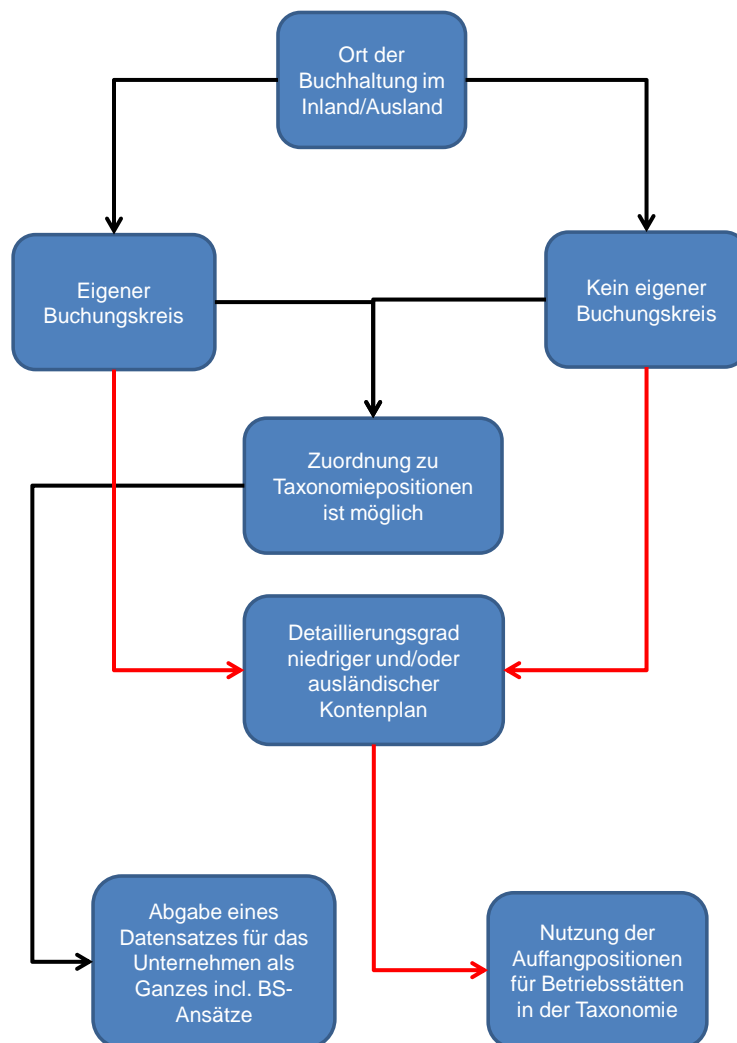 Ort der
Buchhaltung im
Inland/Ausland
Eigener
Buchungskreis
Kein eigener
Buchungskreis
Zuordnung zu
Taxonomiepositionen
ist möglich
Detaillierungsgrad
niedriger und/oder
ausländischer
Kontenplan
Abgabe eines
Datensatzes für das
Unternehmen als
Ganzes incl. BS-
Ansätze
Nutzung der
Auffangpositionen
für Betriebsstätten
in der Taxonomie